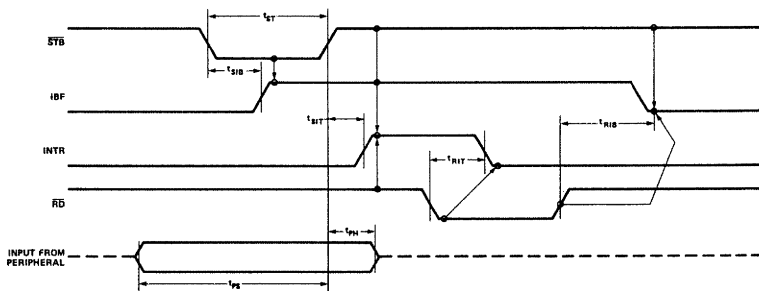 tST
STB
tSIB
IBF
tSIT
tRIB
INTR
tRIT
RD
tPH
INPUT FROM
PERIPHERAL
tPS